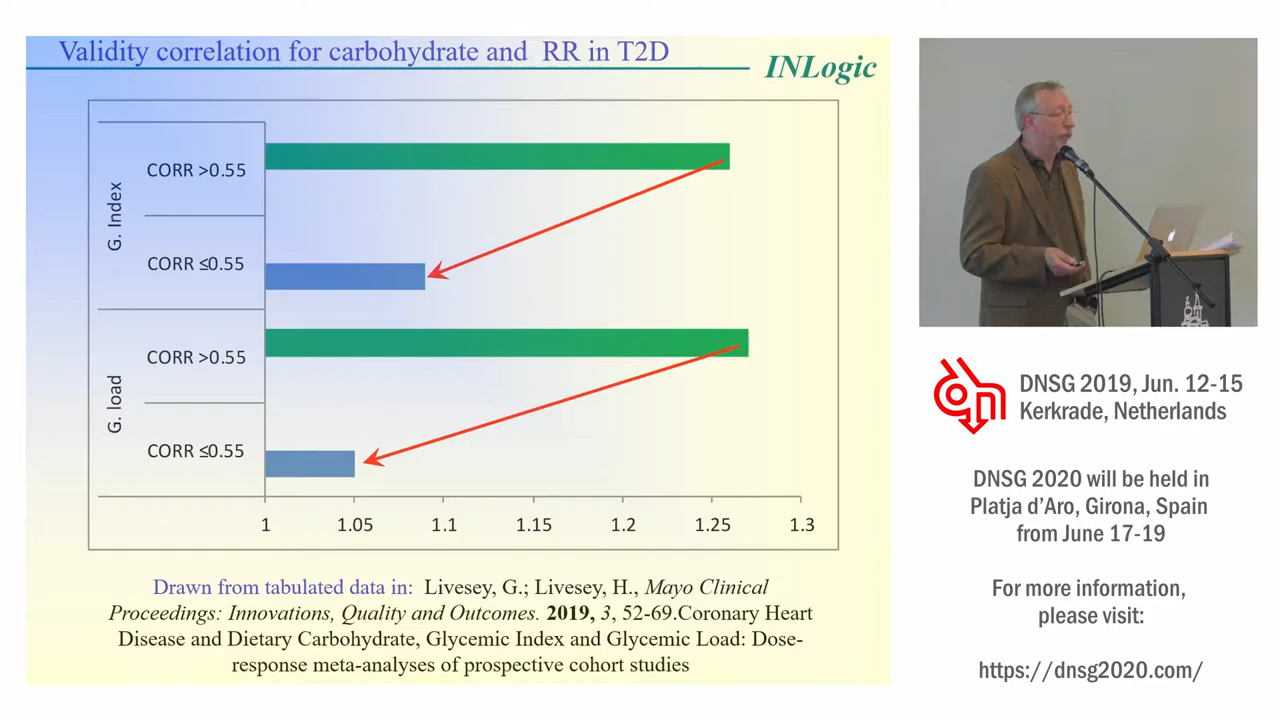 Validity correlation for carbohydrate and RR in T2D
INLogic
G. Index
CORR >0.55
CORR ≤0.55
G. load
CORR >0.55
CORR ≤0.55
1 1.05 1.1 1.15 1.2 1.25 1.3
Drawn from tabulated data in: Livesey, G.; Livesey, H., Mayo Clinical
Proceedings: Innovations, Quality and Outcomes. 2019, 3, 52-69.Coronary Heart
Disease and Dietary Carbohydrate, Glycemic Index and Glycemic Load: Dose-
response meta-analyses of prospective cohort studies
DNSG 2019, Jun. 12-15
Kerkrade, Netherlands
DNSG 2020 will be held in
Platja d’Aro, Girona, Spain
from June 17-19
For more information,
please visit:
https://dnsg2020.com/